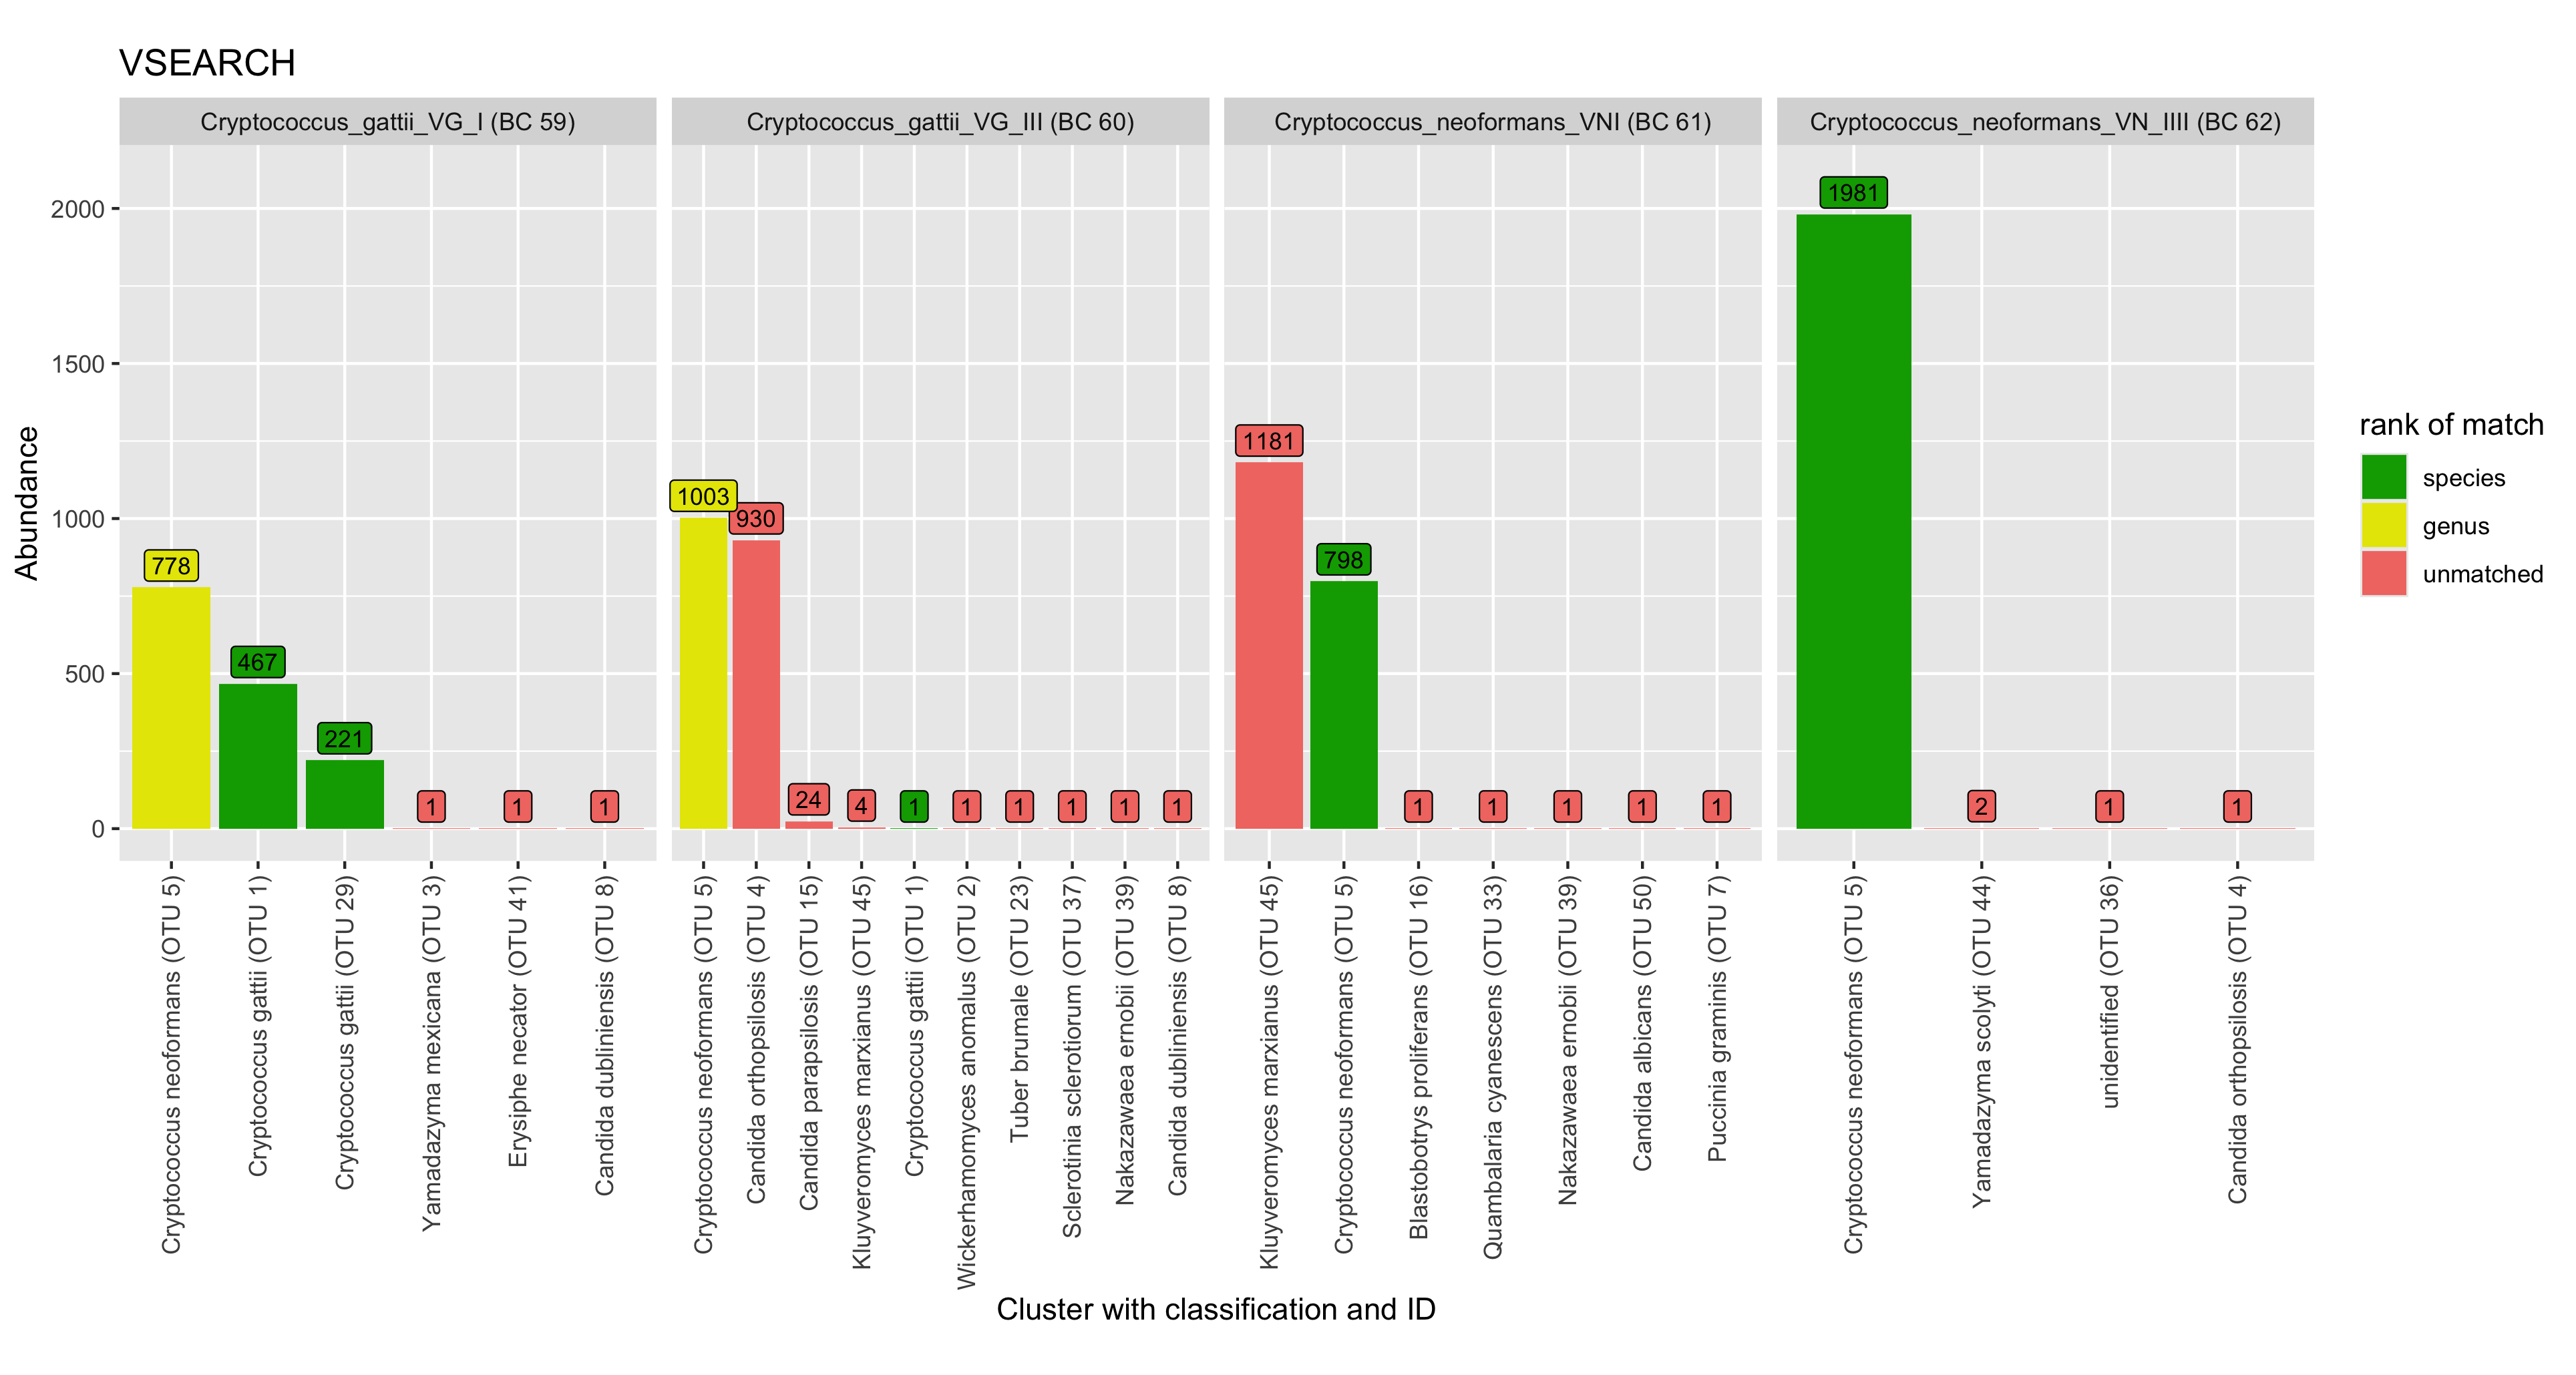 VSEARCH
Cryptococcus_gattii_VG_I (BC 59)
Cryptococcus_gattii_VG_III (BC 60)
Cryptococcus_neoformans_VNI (BC 61)
Cryptococcus_neoformans_VN_IIII (BC 62)
Abundance
2000
1500
1000
500
0
778
467
221
1
1
1
1003
930
24
4
1
1
1
1
1
1
1181
798
1
1
1
1
1
1981
2
1
1
Cryptococcus neoformans (OTU 5)
Cryptococcus gattii (OTU 1)
Cryptococcus gattii (OTU 29)
Yamadazyma mexicana (OTU 3)
Erysiphe necator (OTU 41)
Candida dubliniensis (OTU 8)
Cryptococcus neoformans (OTU 5)
Candida orthopsilosis (OTU 4)
Candida parapsilosis (OTU 15)
Kluyveromyces marxianus (OTU 45)
Cryptococcus gattii (OTU 1)
Wickerhamomyces anomalus (OTU 2)
Tuber brumale (OTU 23)
Sclerotinia sclerotiorum (OTU 37)
Nakazawaea ernobii (OTU 39)
Candida dubliniensis (OTU 8)
Kluyveromyces marxianus (OTU 45)
Cryptococcus neoformans (OTU 5)
Blastobotrys proliferans (OTU 16)
Quambalaria cyanescens (OTU 33)
Nakazawaea ernobii (OTU 39)
Candida albicans (OTU 50)
Puccinia graminis (OTU 7)
Cryptococcus neoformans (OTU 5)
Yamadazyma scolyti (OTU 44)
unidentified (OTU 36)
Candida orthopsilosis (OTU 4)
Cluster with classification and ID
rank of match
species
genus
unmatched